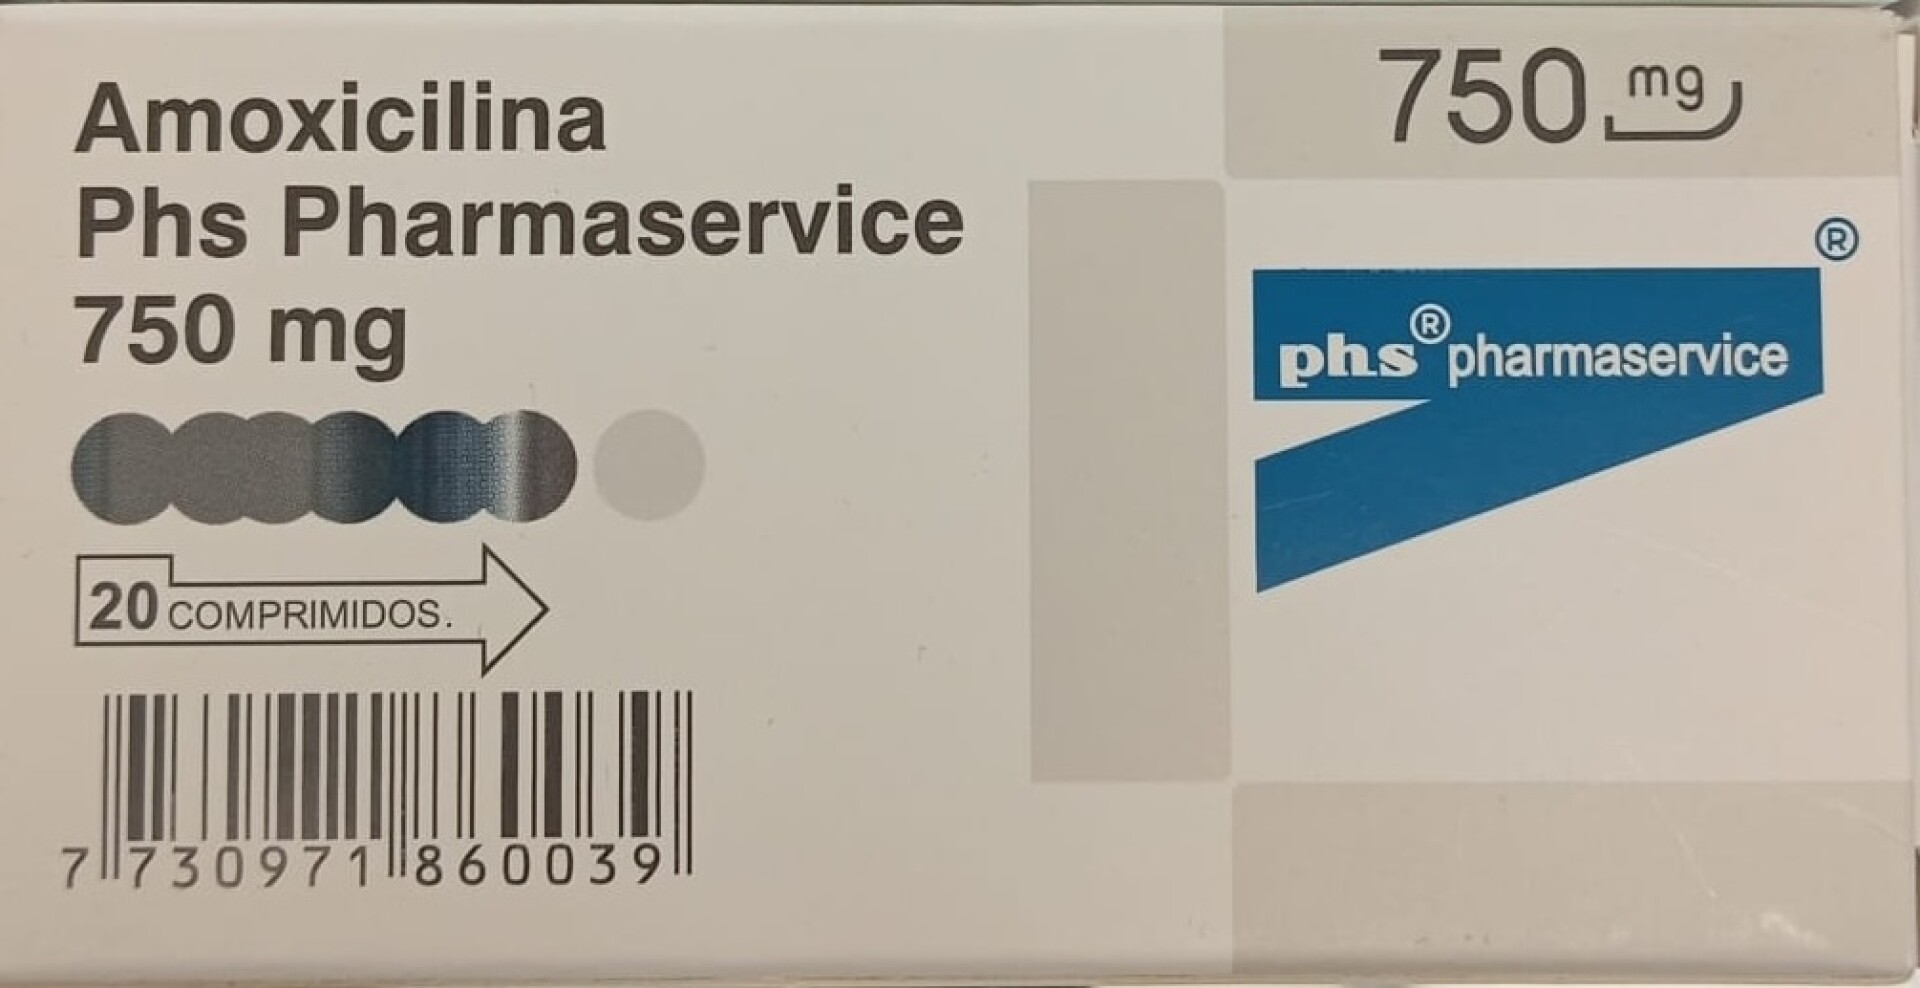 Amoxicilina
Phs Pharmaservice
750 mg
20 COMPRIMIDOS.
7 730971 860039
750 mg
®
phs® pharmaservice